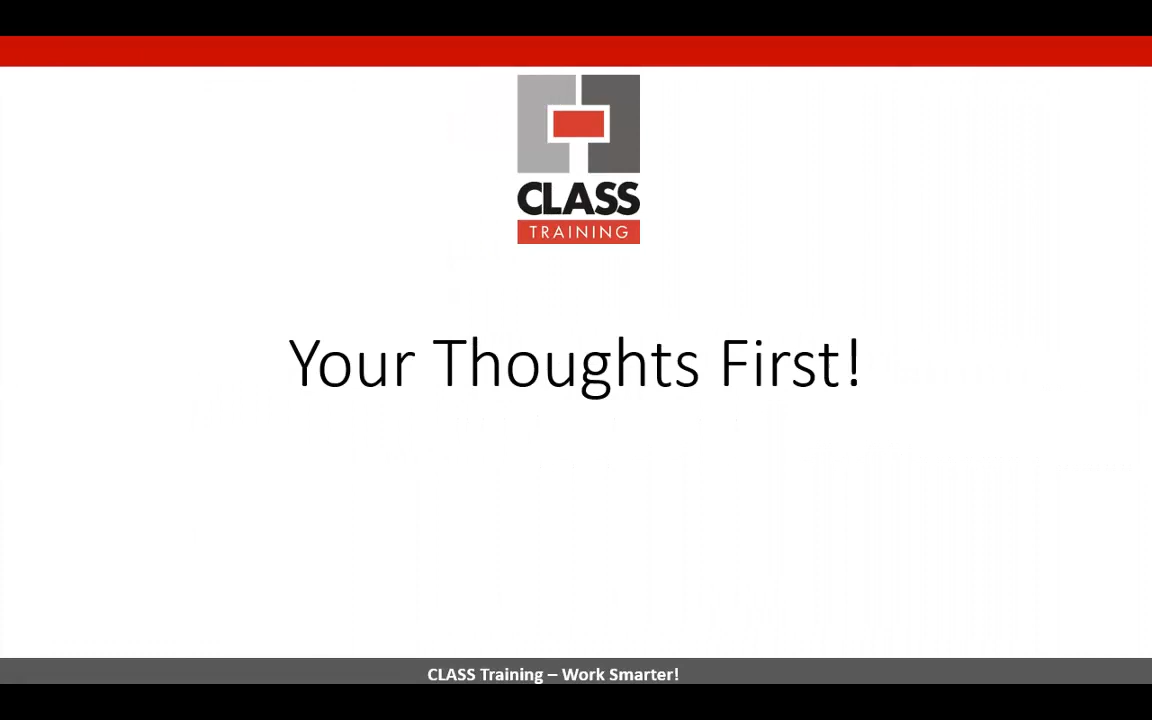 CLASS
TRAINING
Your Thoughts First!
CLASS Training – Work Smarter!